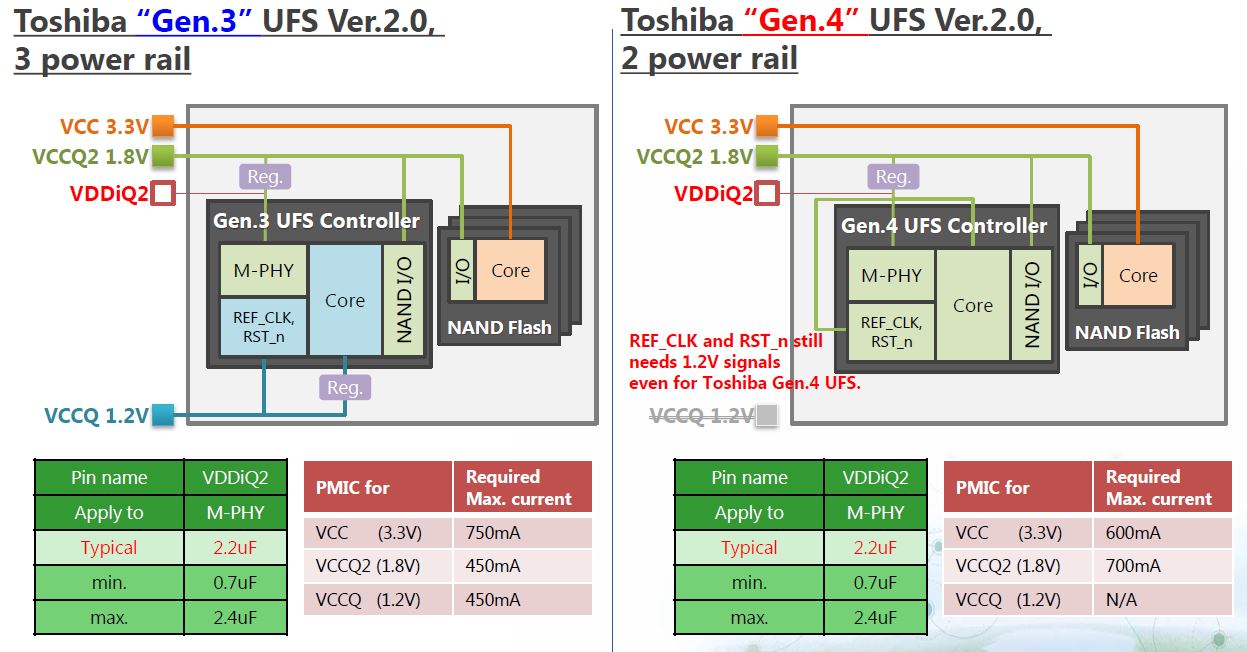 Toshiba “Gen.3” UFS Ver.2.0,
3 power rail
VCC 3.3V
VCCQ2 1.8V
Reg.
VDDiQ2
Gen.3 UFS Controller
M-PHY
REF_CLK,
RST_n
Core
NAND I/O
I/O
Core
NAND Flash
Reg.
VCCQ 1.2V
Pin name VDDiQ2
Apply to M-PHY
Typical 2.2uF
min. 0.7uF
max. 2.4uF
PMIC for Required
Max. current
VCC (3.3V) 750mA
VCCQ2 (1.8V) 450mA
VCCQ (1.2V) 450mA
Toshiba “Gen.4” UFS Ver.2.0,
2 power rail
VCC 3.3V
VCCQ2 1.8V
Reg.
VDDiQ2
Gen.4 UFS Controller
M-PHY
REF_CLK,
RST_n
Core
NAND I/O
I/O
Core
NAND Flash
REF_CLK and RST_n still
needs 1.2V signals
even for Toshiba Gen.4 UFS.
VCCQ 1.2V
Pin name VDDiQ2
Apply to M-PHY
Typical 2.2uF
min. 0.7uF
max. 2.4uF
PMIC for Required
Max. current
VCC (3.3V) 600mA
VCCQ2 (1.8V) 700mA
VCCQ (1.2V) N/A